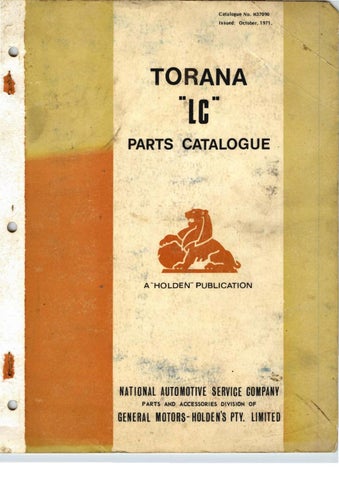 Catalogue No. M37090
Issued: October, 1971.
TORANA
"LC"
PARTS CATALOGUE
A "HOLDEN" PUBLICATION
NATIONAL AUTOMOTIVE SERVICE COMPANY
PARTS AND ACCESSORIES DIVISION OF
GENERAL MOTORS-HOLDEN'S PTY. LIMITED